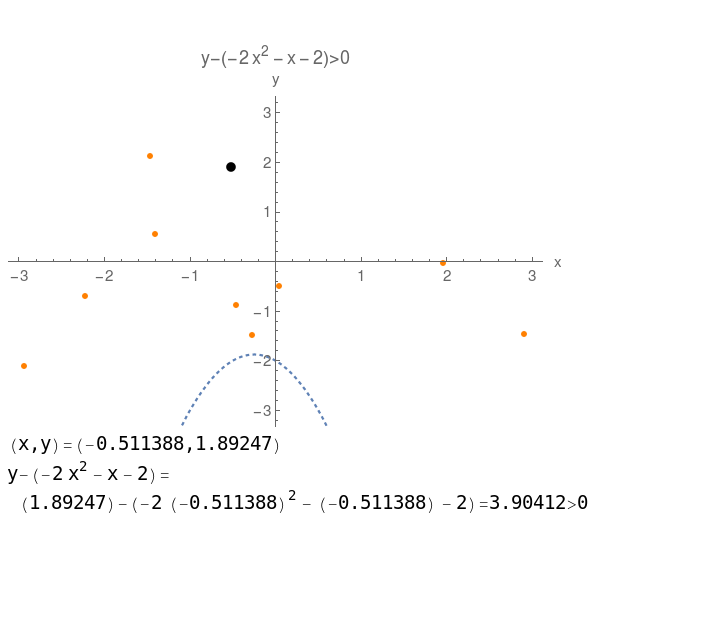 y−(−2 x² − x − 2)>0
y
3
2
1
−3 −2 −1 1 2 3 x
−1
−2
−3
(x,y)=(−0.511388,1.89247)
y−(−2 x² − x − 2)=
(1.89247)−(−2 (−0.511388)² − (−0.511388) − 2)=3.90412>0